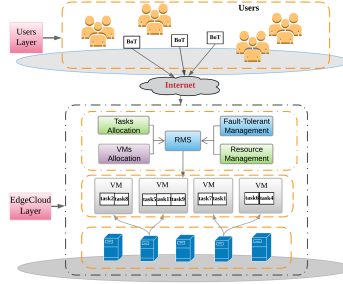 Users
Users
Layer
BoT
BoT
BoT
Internet
Tasks
Allocation
Fault-Tolerant
Management
RMS
VMs
Allocation
Resource
Management
EdgeCloud
Layer
VM
VM
VM
VM
task2 task8
task5 task1 task9
task7 task1
task6 task4